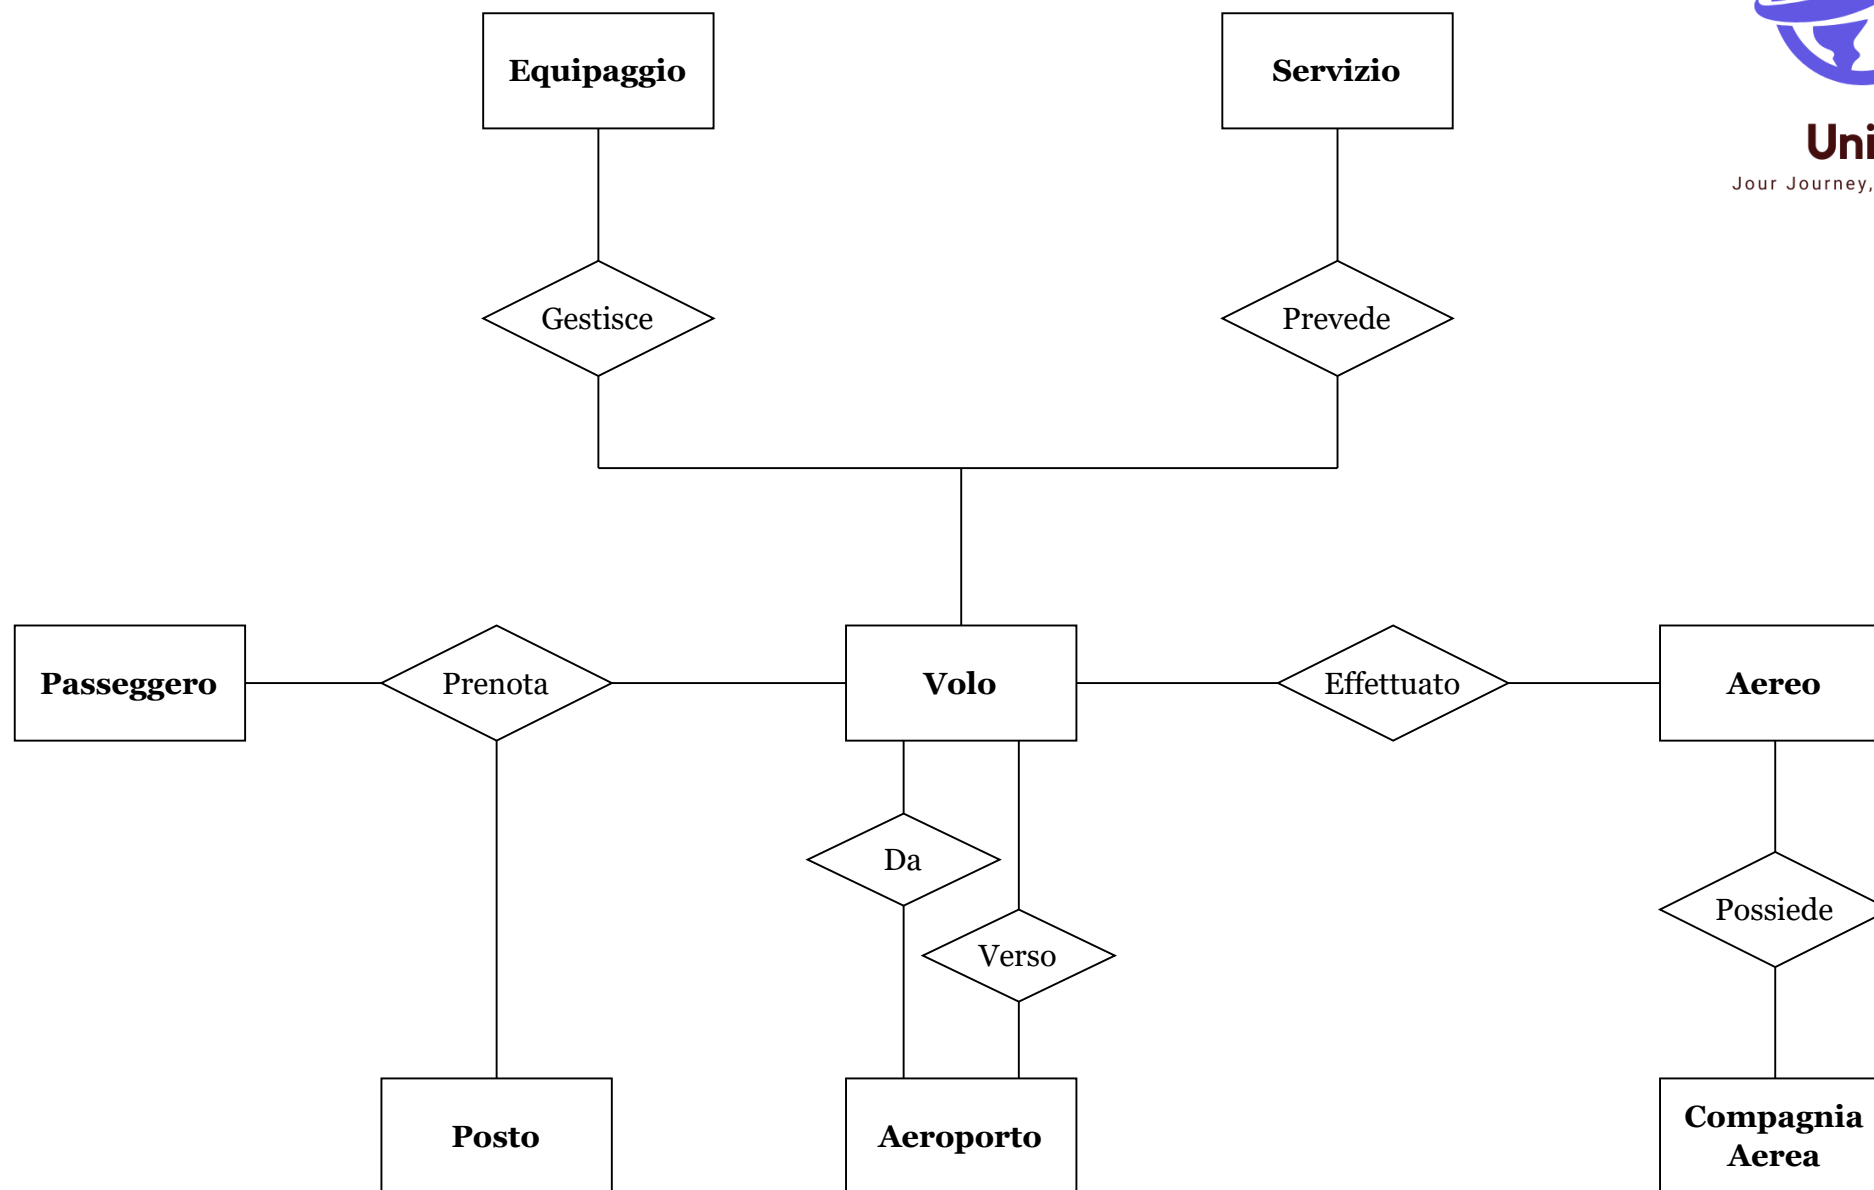 Equipaggio
Servizio
Uni
Jour Journey,
Gestisce
Prevede
Passeggero
Prenota
Volo
Effettuato
Aereo
Da
Possiede
Verso
Posto
Aeroporto
Compagnia
Aerea